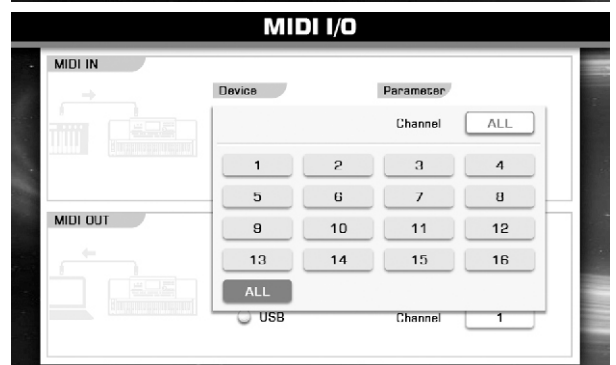 MIDI I/O
MIDI IN
Device Parameter
Channel ALL
1 2 3 4
5 6 7 8
9 10 11 12
13 14 15 16
MIDI OUT
ALL
USB Channel 1